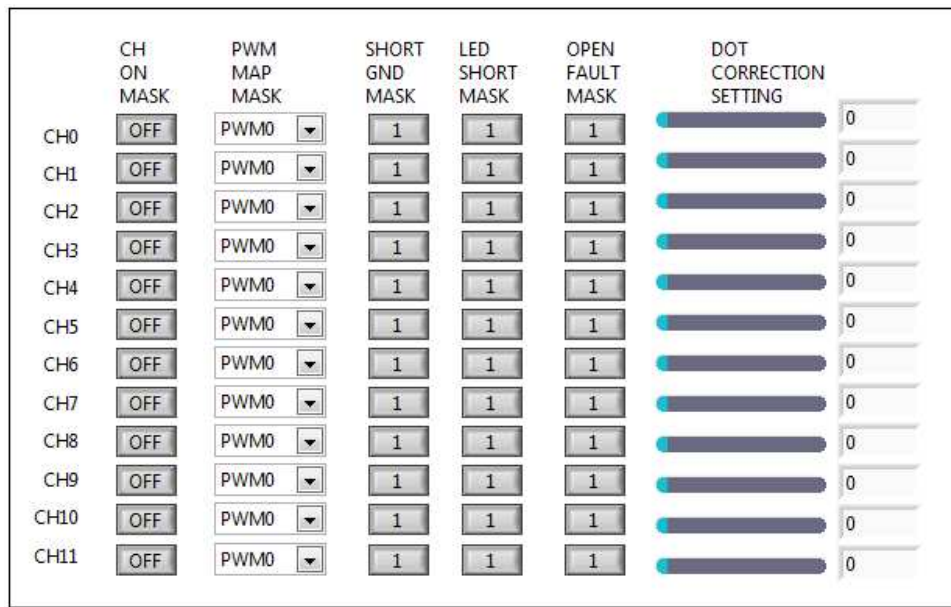 CH PWM SHORT LED OPEN DOT
ON MAP GND SHORT FAULT CORRECTION
MASK MASK MASK MASK MASK SETTING
CH0 OFF PWM0 1 1 1 0
CH1 OFF PWM0 1 1 1 0
CH2 OFF PWM0 1 1 1 0
CH3 OFF PWM0 1 1 1 0
CH4 OFF PWM0 1 1 1 0
CH5 OFF PWM0 1 1 1 0
CH6 OFF PWM0 1 1 1 0
CH7 OFF PWM0 1 1 1 0
CH8 OFF PWM0 1 1 1 0
CH9 OFF PWM0 1 1 1 0
CH10 OFF PWM0 1 1 1 0
CH11 OFF PWM0 1 1 1 0